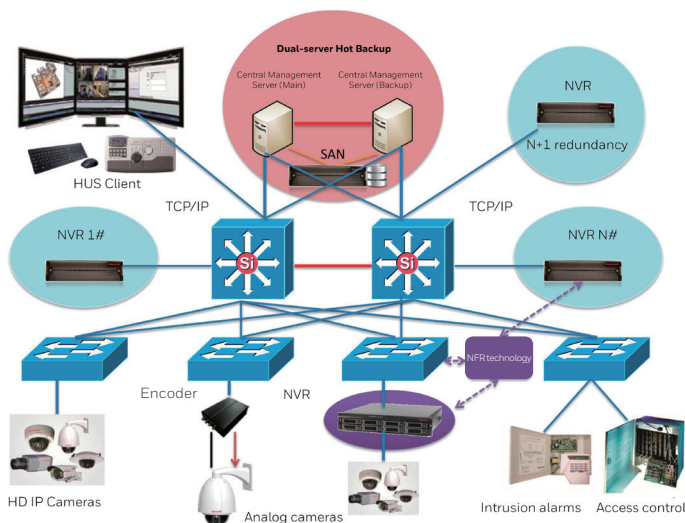 Dual-server Hot Backup
Central Management
Server (Main)
Central Management
Server (Backup)
SAN
NVR
N+1 redundancy
HUS Client
TCP/IP
TCP/IP
NVR 1#
Si
Si
NVR N#
Encoder
NVR
NFR technology
HD IP Cameras
Analog cameras
Intrusion alarms
Access control